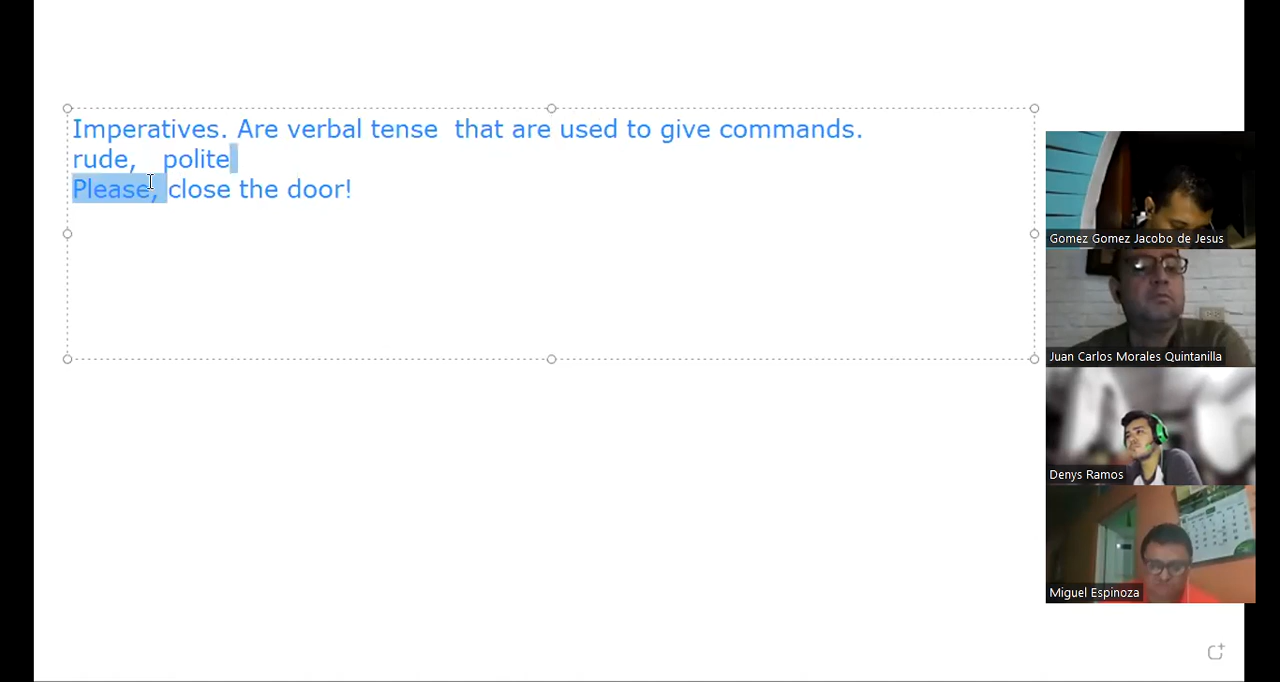 Imperatives. Are verbal tense  that are used to give commands.
rude,   polite
Please, close the door!
Gomez Gomez Jacobo de Jesus
Juan Carlos Morales Quintanilla
Denys Ramos
Miguel Espinoza